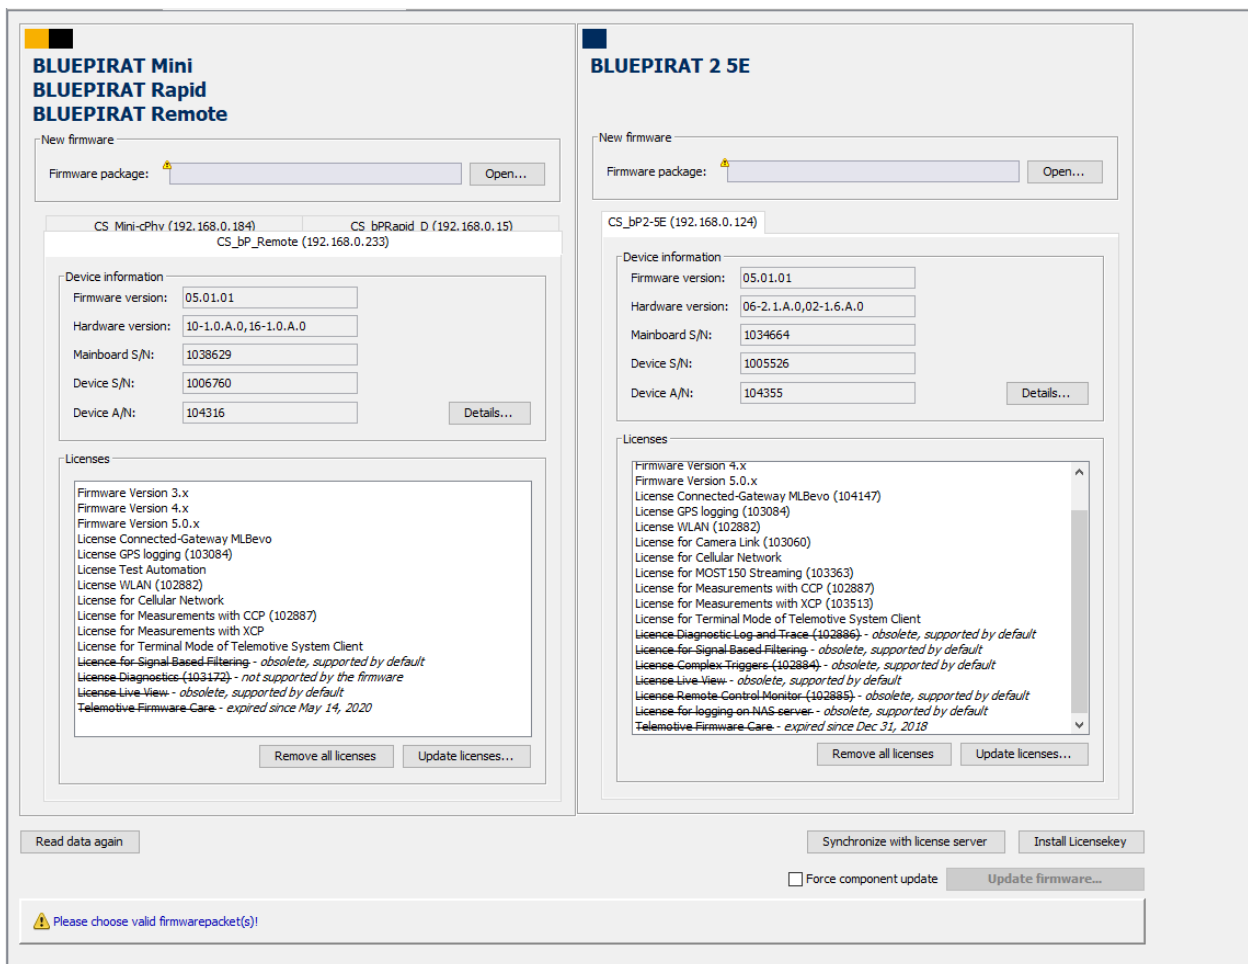 BLUEPIRAT Mini
BLUEPIRAT Rapid
BLUEPIRAT Remote
New firmware
Firmware package:
Open...
CS_Mini-cPhy (192.168.0.184)
CS_bPRapid_D (192.168.0.15)
CS_bP_Remote (192.168.0.233)
Device information
Firmware version: 05.01.01
Hardware version: 10-1.0.A.0,16-1.0.A.0
Mainboard S/N: 1038629
Device S/N: 1006760
Device A/N: 104316
Details...
Licenses
Firmware Version 3.x
Firmware Version 4.x
Firmware Version 5.0.x
License Connected-Gateway MLBevo
License GPS logging (103084)
License Test Automation
License WLAN (102882)
License for Cellular Network
License for Measurements with CCP (102887)
License for Measurements with XCP
License for Terminal Mode of Telemotive System Client
Licence for Signal Based Filtering - obsolete, supported by default
License Diagnostics (103172) - not supported by the firmware
License Live View - obsolete, supported by default
Telemotive Firmware Care - expired since May 14, 2020
Remove all licenses
Update licenses...
BLUEPIRAT 2 5E
New firmware
Firmware package:
Open...
CS_bP2-5E (192.168.0.124)
Device information
Firmware version: 05.01.01
Hardware version: 06-2.1.A.0,02-1.6.A.0
Mainboard S/N: 1034664
Device S/N: 1005526
Device A/N: 104355
Details...
Licenses
Firmware Version 4.x
Firmware Version 5.0.x
License Connected-Gateway MLBevo (104147)
License GPS logging (103084)
License WLAN (102882)
License for Camera Link (103060)
License for Cellular Network
License for MOST150 Streaming (103363)
License for Measurements with CCP (102887)
License for Measurements with XCP (103513)
License for Terminal Mode of Telemotive System Client
Licence Diagnostic Log and Trace (102886) - obsolete, supported by default
Licence for Signal Based Filtering - obsolete, supported by default
License Complex Triggers (102884) - obsolete, supported by default
License Live View - obsolete, supported by default
License Remote Control Monitor (102885) - obsolete, supported by default
License for logging on NAS server - obsolete, supported by default
Telemotive Firmware Care - expired since Dec 31, 2018
Remove all licenses
Update licenses...
Read data again
Synchronize with license server
Install Licensekey
Force component update
Update firmware...
Please choose valid firmwarepacket(s)!